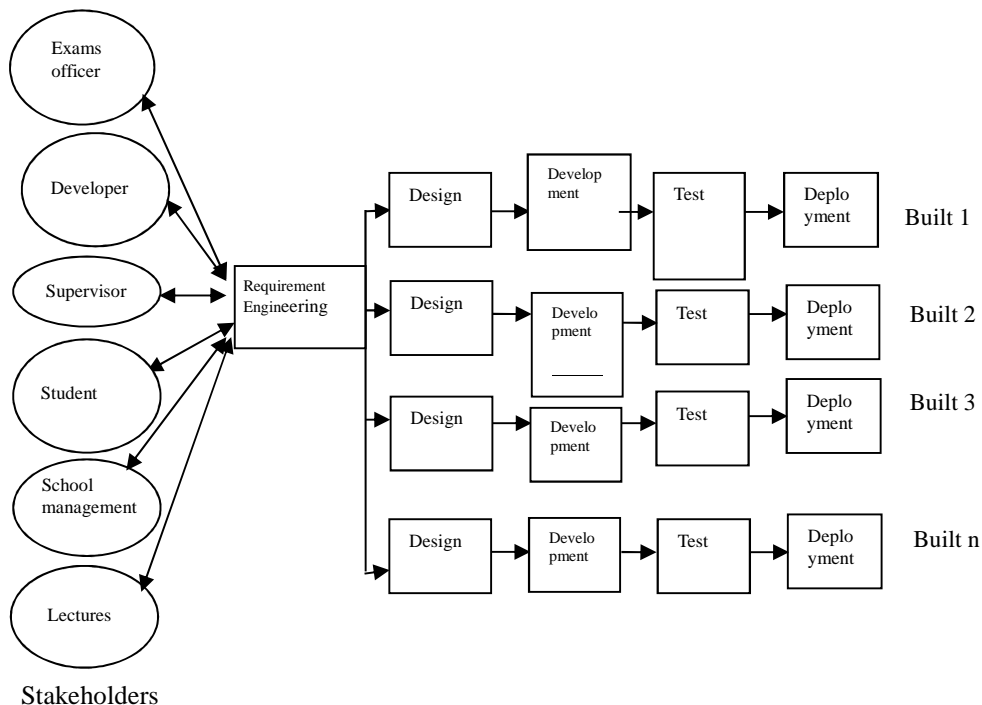 Exams
officer
Developer
Supervisor
Student
School
management
Lectures
Stakeholders
Requirement
Engineering
Design
Develop
ment
Test
Deplo
yment
Built 1
Design
Develo
pment
Test
Deplo
yment
Built 2
Design
Develo
pment
Test
Deplo
yment
Built 3
Design
Develo
pment
Test
Deplo
yment
Built n